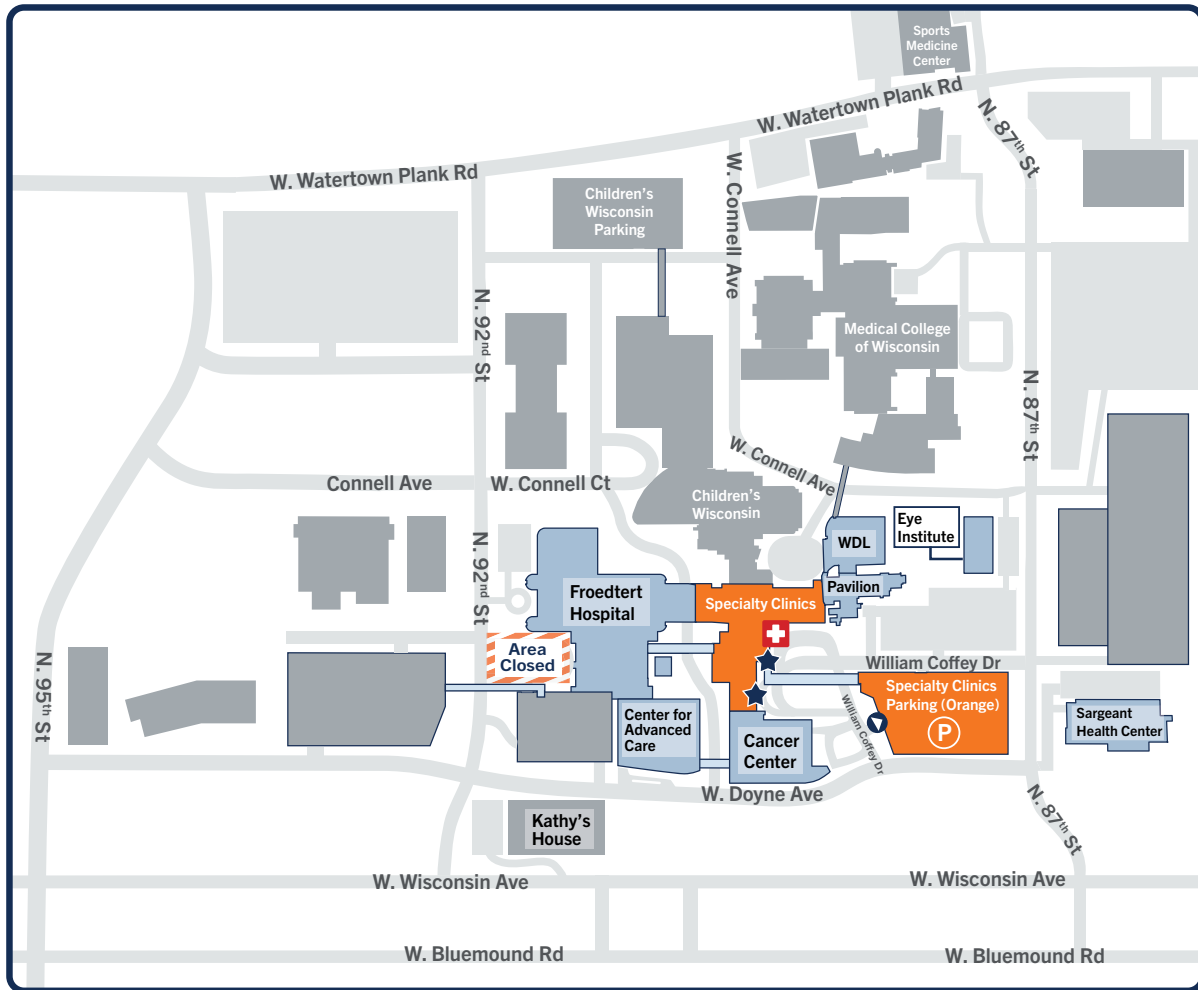 Sports
Medicine
Center
W. Watertown Plank Rd
N. 87th St
W. Watertown Plank Rd
W. Connell Ave
Children's
Wisconsin
Parking
N. 92nd St
Medical College
of Wisconsin
N. 87th St
W. Connell Ave
Connell Ave
W. Connell Ct
Children's
Wisconsin
Eye
Institute
WDL
N. 92nd St
Pavilion
Froedtert
Hospital
Specialty Clinics
Area
Closed
William Coffey Dr
N. 95th St
Specialty Clinics
Parking (Orange)
P
William Coffey Dr
Center for
Advanced
Care
Cancer
Center
Sargeant
Health Center
W. Doyne Ave
Kathy's
House
N. 87th St
W. Wisconsin Ave
W. Wisconsin Ave
W. Bluemound Rd
W. Bluemound Rd